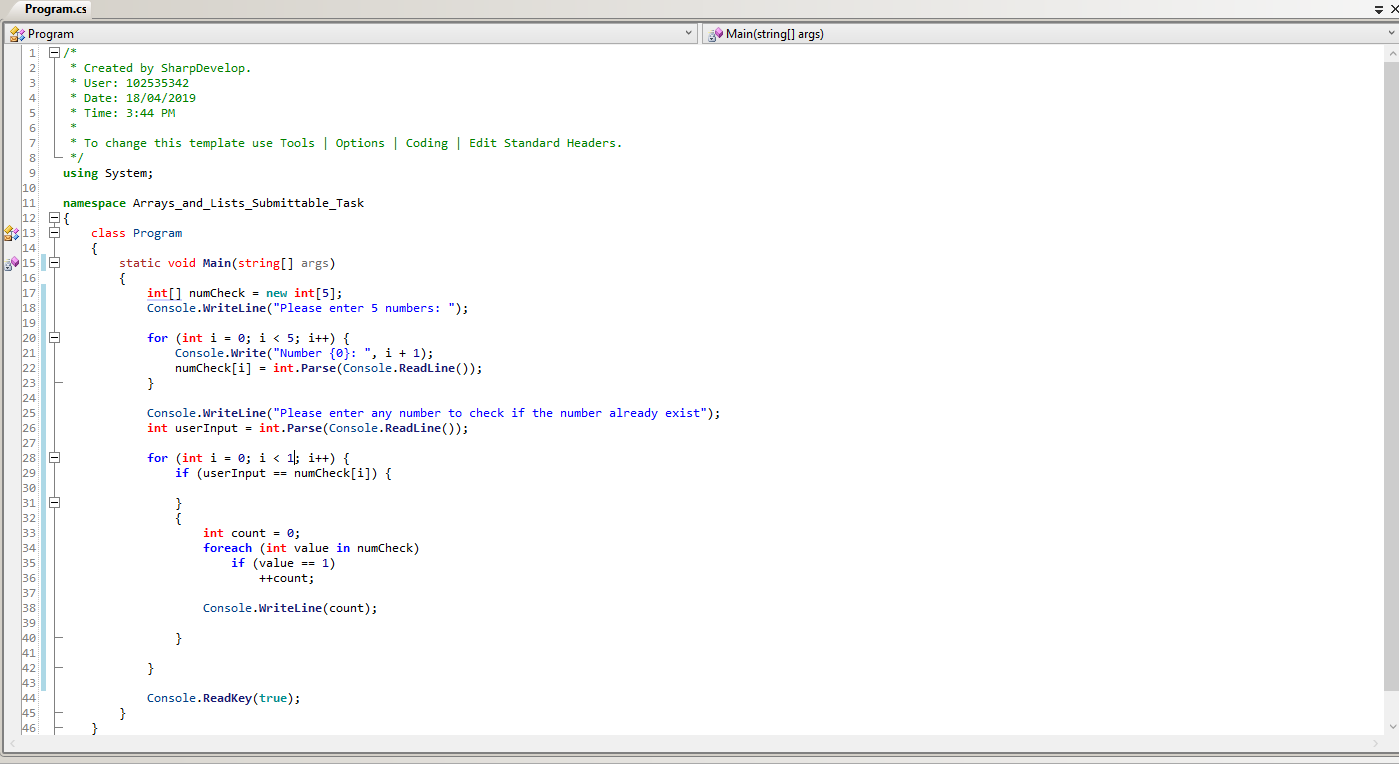 Program.cs
Program
Main(string[] args)
1 /*
2  * Created by SharpDevelop.
3  * User: 102535342
4  * Date: 18/04/2019
5  * Time: 3:44 PM
6  *
7  * To change this template use Tools | Options | Coding | Edit Standard Headers.
8  */
9 using System;
10
11 namespace Arrays_and_Lists_Submittable_Task
12 {
13     class Program
14     {
15         static void Main(string[] args)
16         {
17             int[] numCheck = new int[5];
18             Console.WriteLine("Please enter 5 numbers: ");
19
20             for (int i = 0; i < 5; i++) {
21                 Console.Write("Number {0}: ", i + 1);
22                 numCheck[i] = int.Parse(Console.ReadLine());
23             }
24
25             Console.WriteLine("Please enter any number to check if the number already exist");
26             int userInput = int.Parse(Console.ReadLine());
27
28             for (int i = 0; i < 1; i++) {
29                 if (userInput == numCheck[i]) {
30
31                 }
32                 {
33                     int count = 0;
34                     foreach (int value in numCheck)
35                         if (value == 1)
36                             ++count;
37
38                     Console.WriteLine(count);
39
40                 }
41
42             }
43
44             Console.ReadKey(true);
45         }
46     }